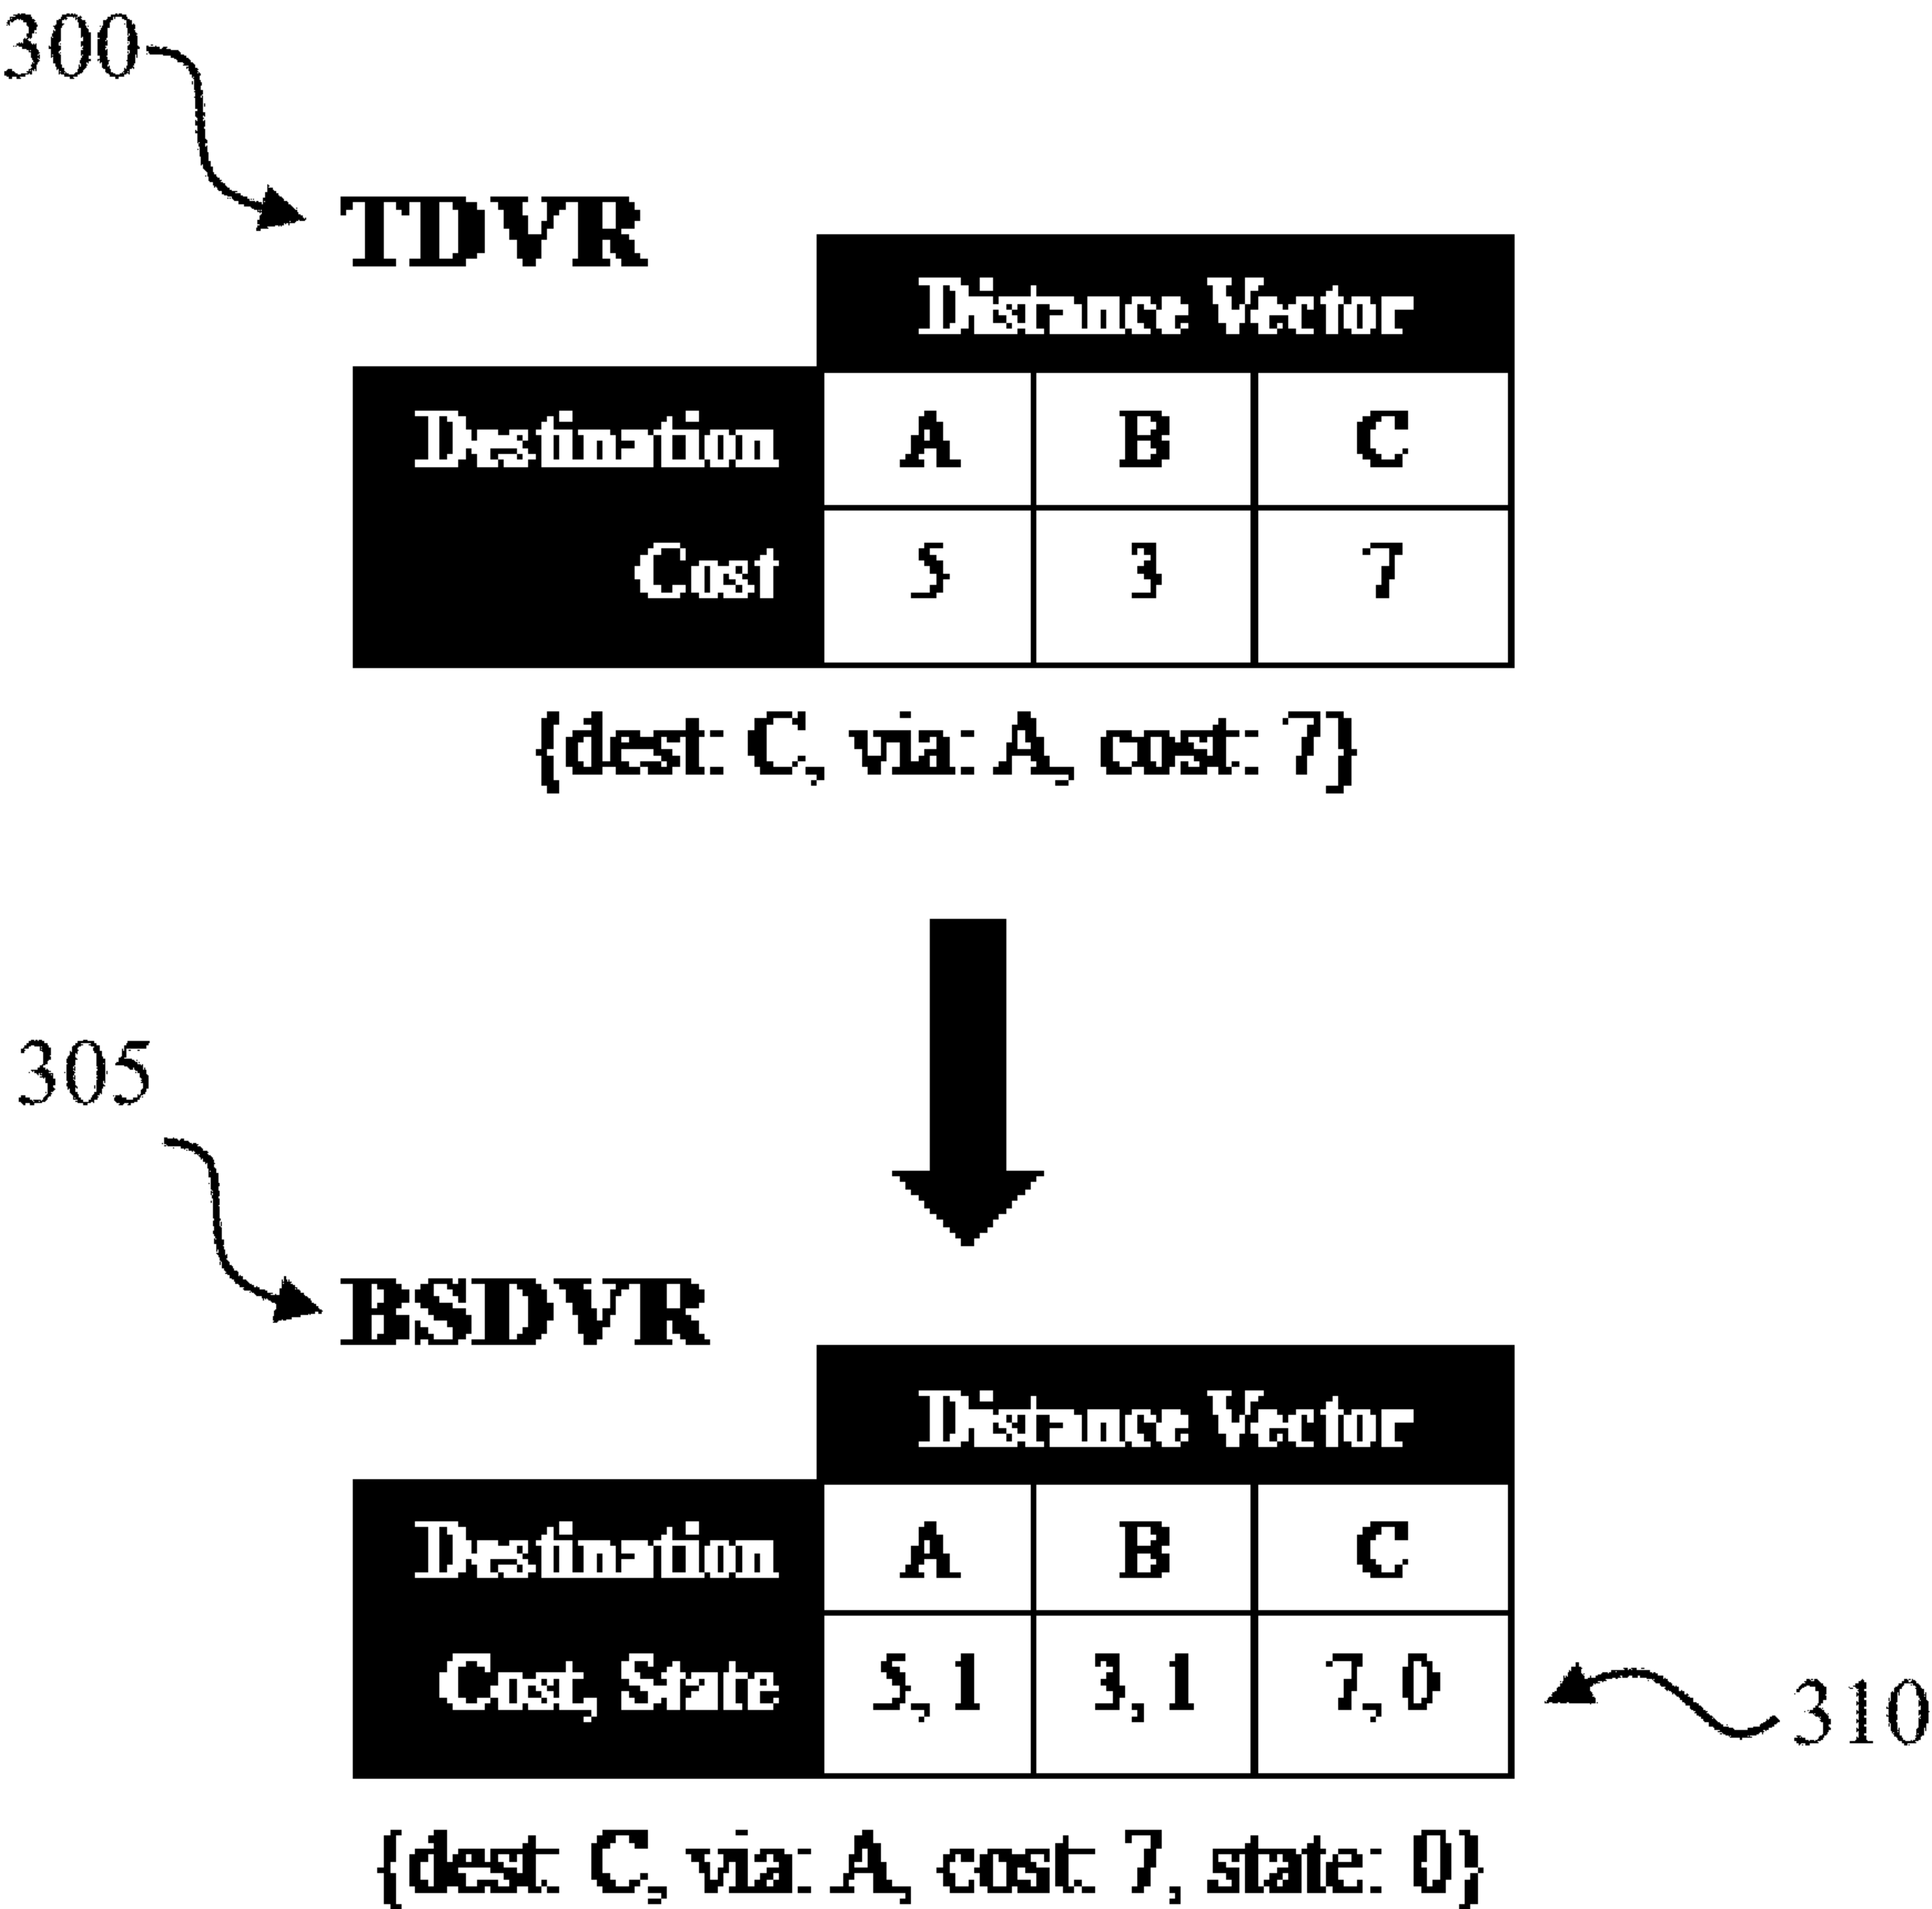 300
TDVR
Distance Vector
Destination A B C
Cost 5 3 7
{dest: C, via: A, cost: 7}
305
BSDVR
Distance Vector
Destination A B C
Cost, State 5, 1 3, 1 7, 0
310
{dest: C, via: A, cost: 7, state: 0}